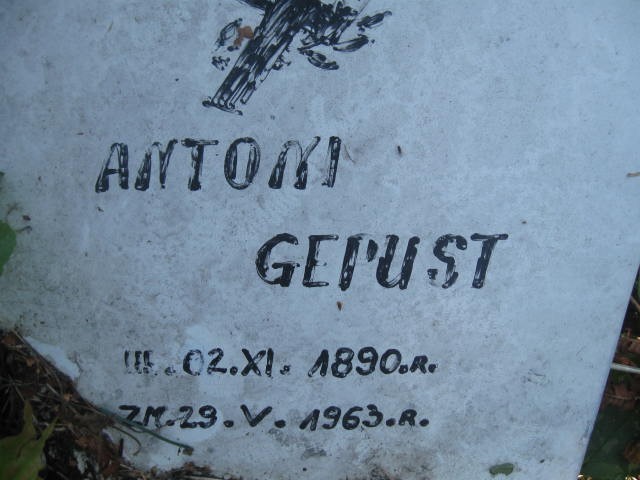 ANTONI
GEPUST
UR. 02. XI. 1890. R.
ZM. 29. V. 1963. R.